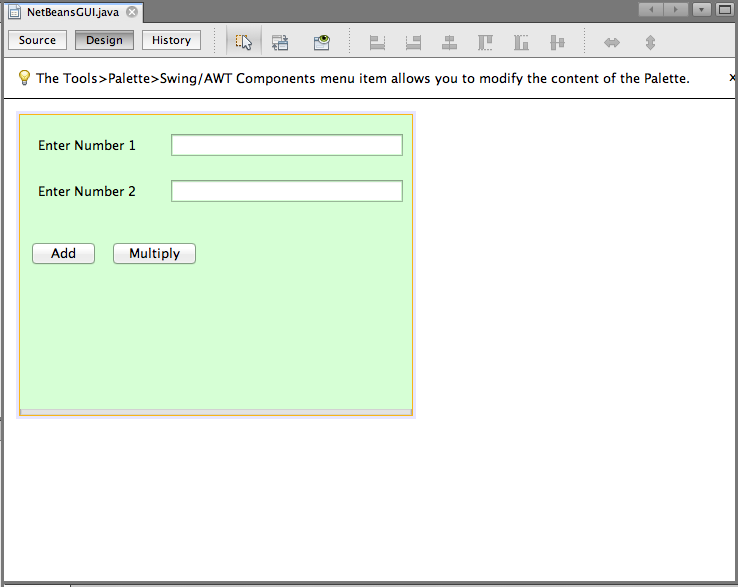 NetBeansGUI.java
Source Design History
The Tools>Palette>Swing/AWT Components menu item allows you to modify the content of the Palette.
Enter Number 1
Enter Number 2
Add Multiply